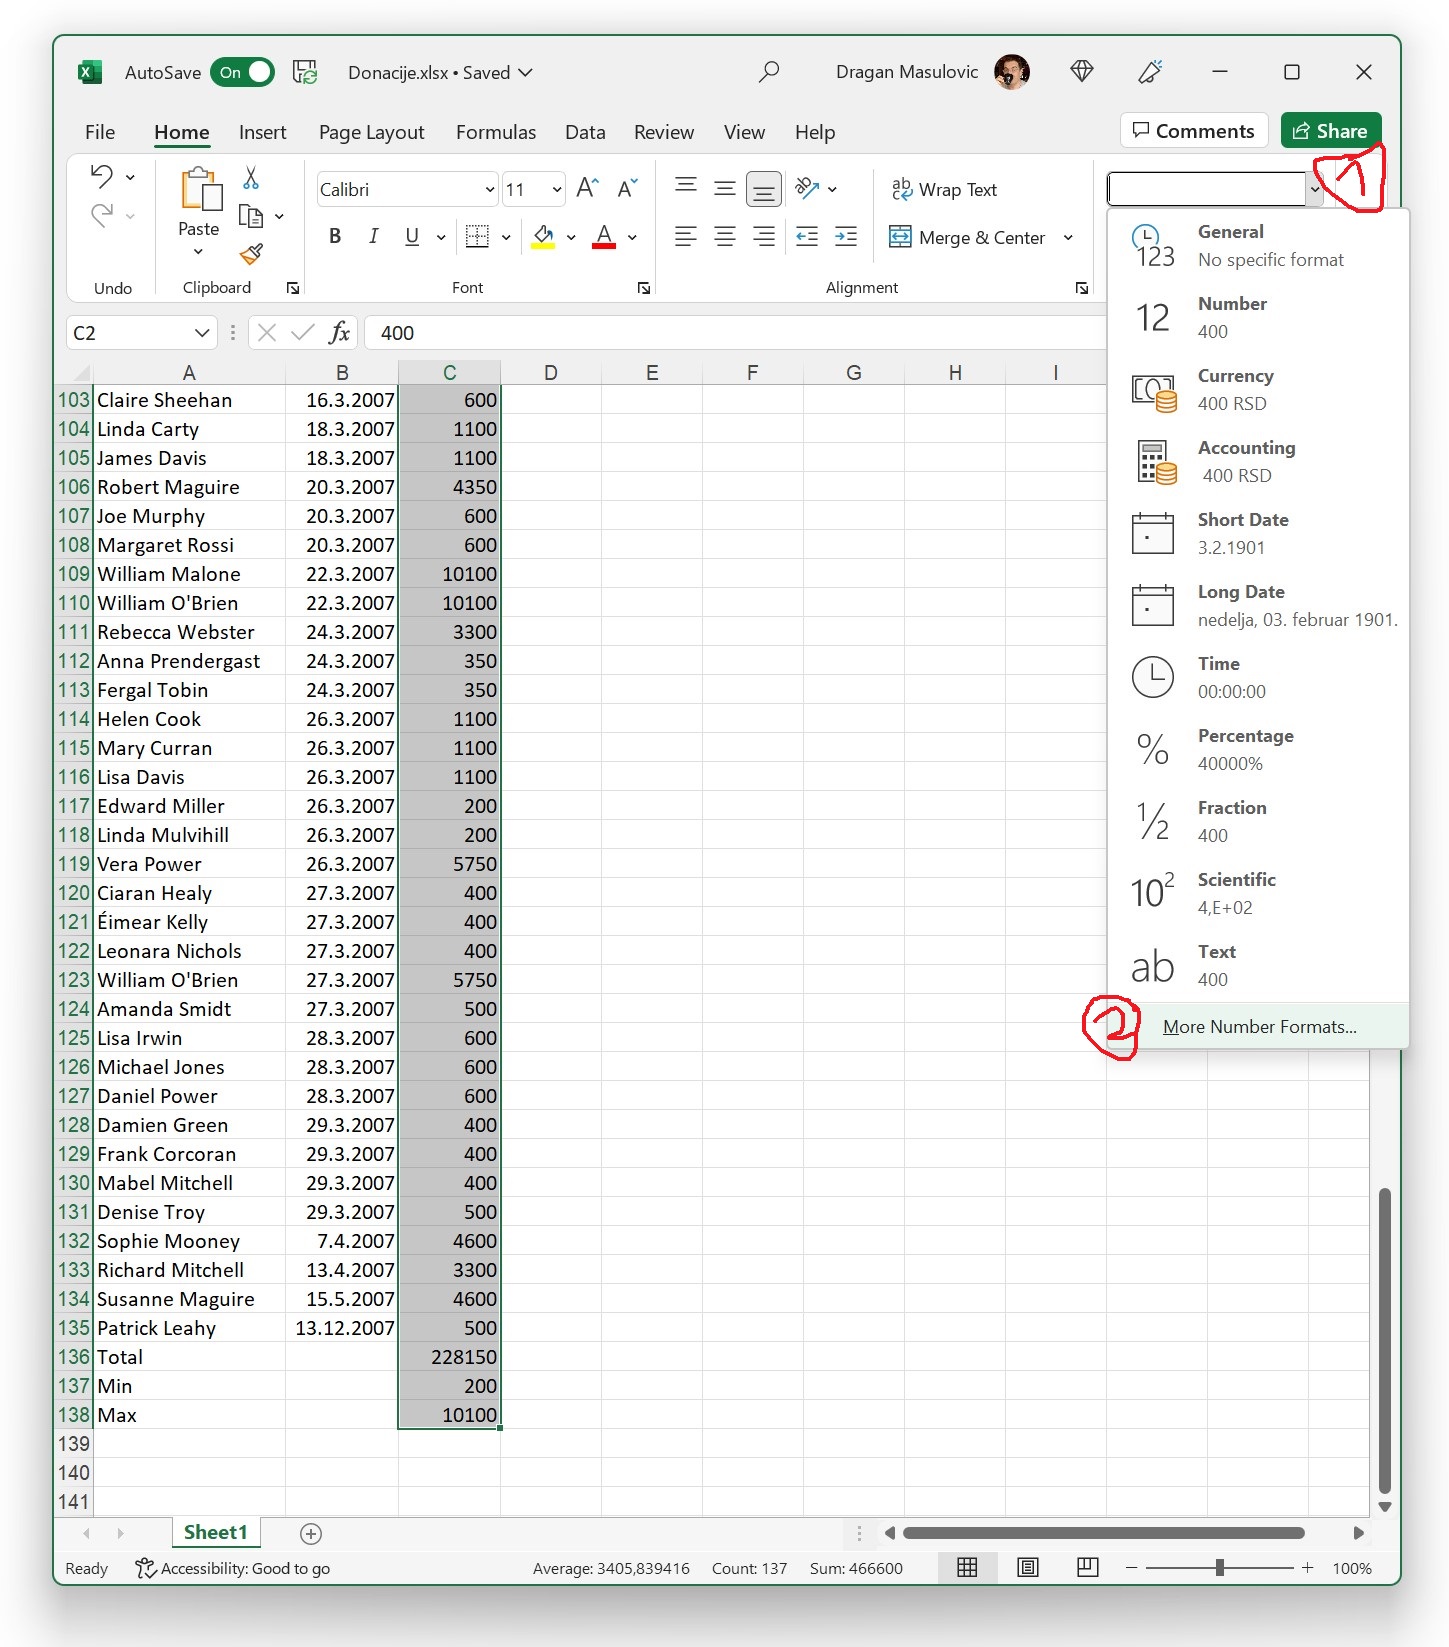 AutoSave On Donacije.xlsx • Saved Dragan Masulovic
File Home Insert Page Layout Formulas Data Review View Help Comments Share
1
Paste
Calibri 11
B I U A
Wrap Text
Merge & Center
Undo Clipboard Font Alignment
C2 fx 400
A B C D E F G H I
103 Claire Sheehan 16.3.2007 600
104 Linda Carty 18.3.2007 1100
105 James Davis 18.3.2007 1100
106 Robert Maguire 20.3.2007 4350
107 Joe Murphy 20.3.2007 600
108 Margaret Rossi 20.3.2007 600
109 William Malone 22.3.2007 10100
110 William O'Brien 22.3.2007 10100
111 Rebecca Webster 24.3.2007 3300
112 Anna Prendergast 24.3.2007 350
113 Fergal Tobin 24.3.2007 350
114 Helen Cook 26.3.2007 1100
115 Mary Curran 26.3.2007 1100
116 Lisa Davis 26.3.2007 1100
117 Edward Miller 26.3.2007 200
118 Linda Mulvihill 26.3.2007 200
119 Vera Power 26.3.2007 5750
120 Ciaran Healy 27.3.2007 400
121 Éimear Kelly 27.3.2007 400
122 Leonara Nichols 27.3.2007 400
123 William O'Brien 27.3.2007 5750
124 Amanda Smidt 27.3.2007 500
125 Lisa Irwin 28.3.2007 600
126 Michael Jones 28.3.2007 600
127 Daniel Power 28.3.2007 600
128 Damien Green 29.3.2007 400
129 Frank Corcoran 29.3.2007 400
130 Mabel Mitchell 29.3.2007 400
131 Denise Troy 29.3.2007 500
132 Sophie Mooney 7.4.2007 4600
133 Richard Mitchell 13.4.2007 3300
134 Susanne Maguire 15.5.2007 4600
135 Patrick Leahy 13.12.2007 500
136 Total 228150
137 Min 200
138 Max 10100
139
140
141
123 General
No specific format
12 Number
400
Currency
400 RSD
Accounting
400 RSD
Short Date
3.2.1901
Long Date
nedelja, 03. februar 1901.
Time
00:00:00
% Percentage
40000%
½ Fraction
400
10² Scientific
4,E+02
ab Text
400
2 More Number Formats...
Sheet1
Ready Accessibility: Good to go Average: 3405,839416 Count: 137 Sum: 466600 100%